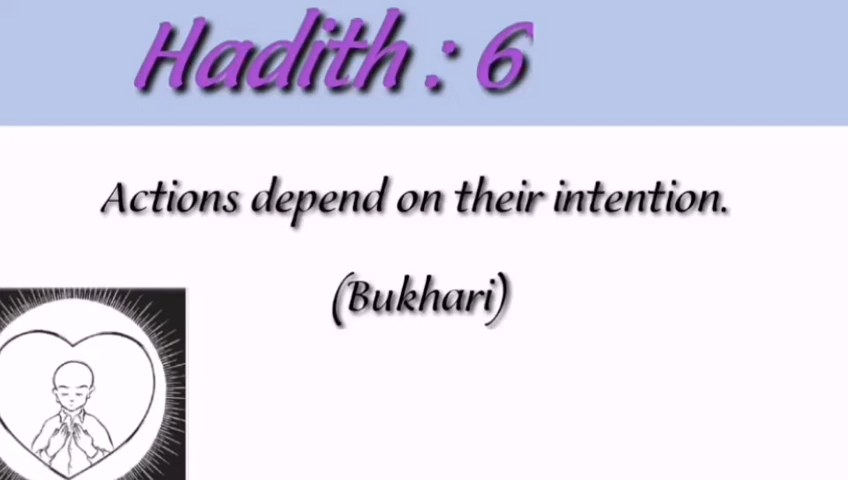 Hadith : 6
Actions depend on their intention.
(Bukhari)